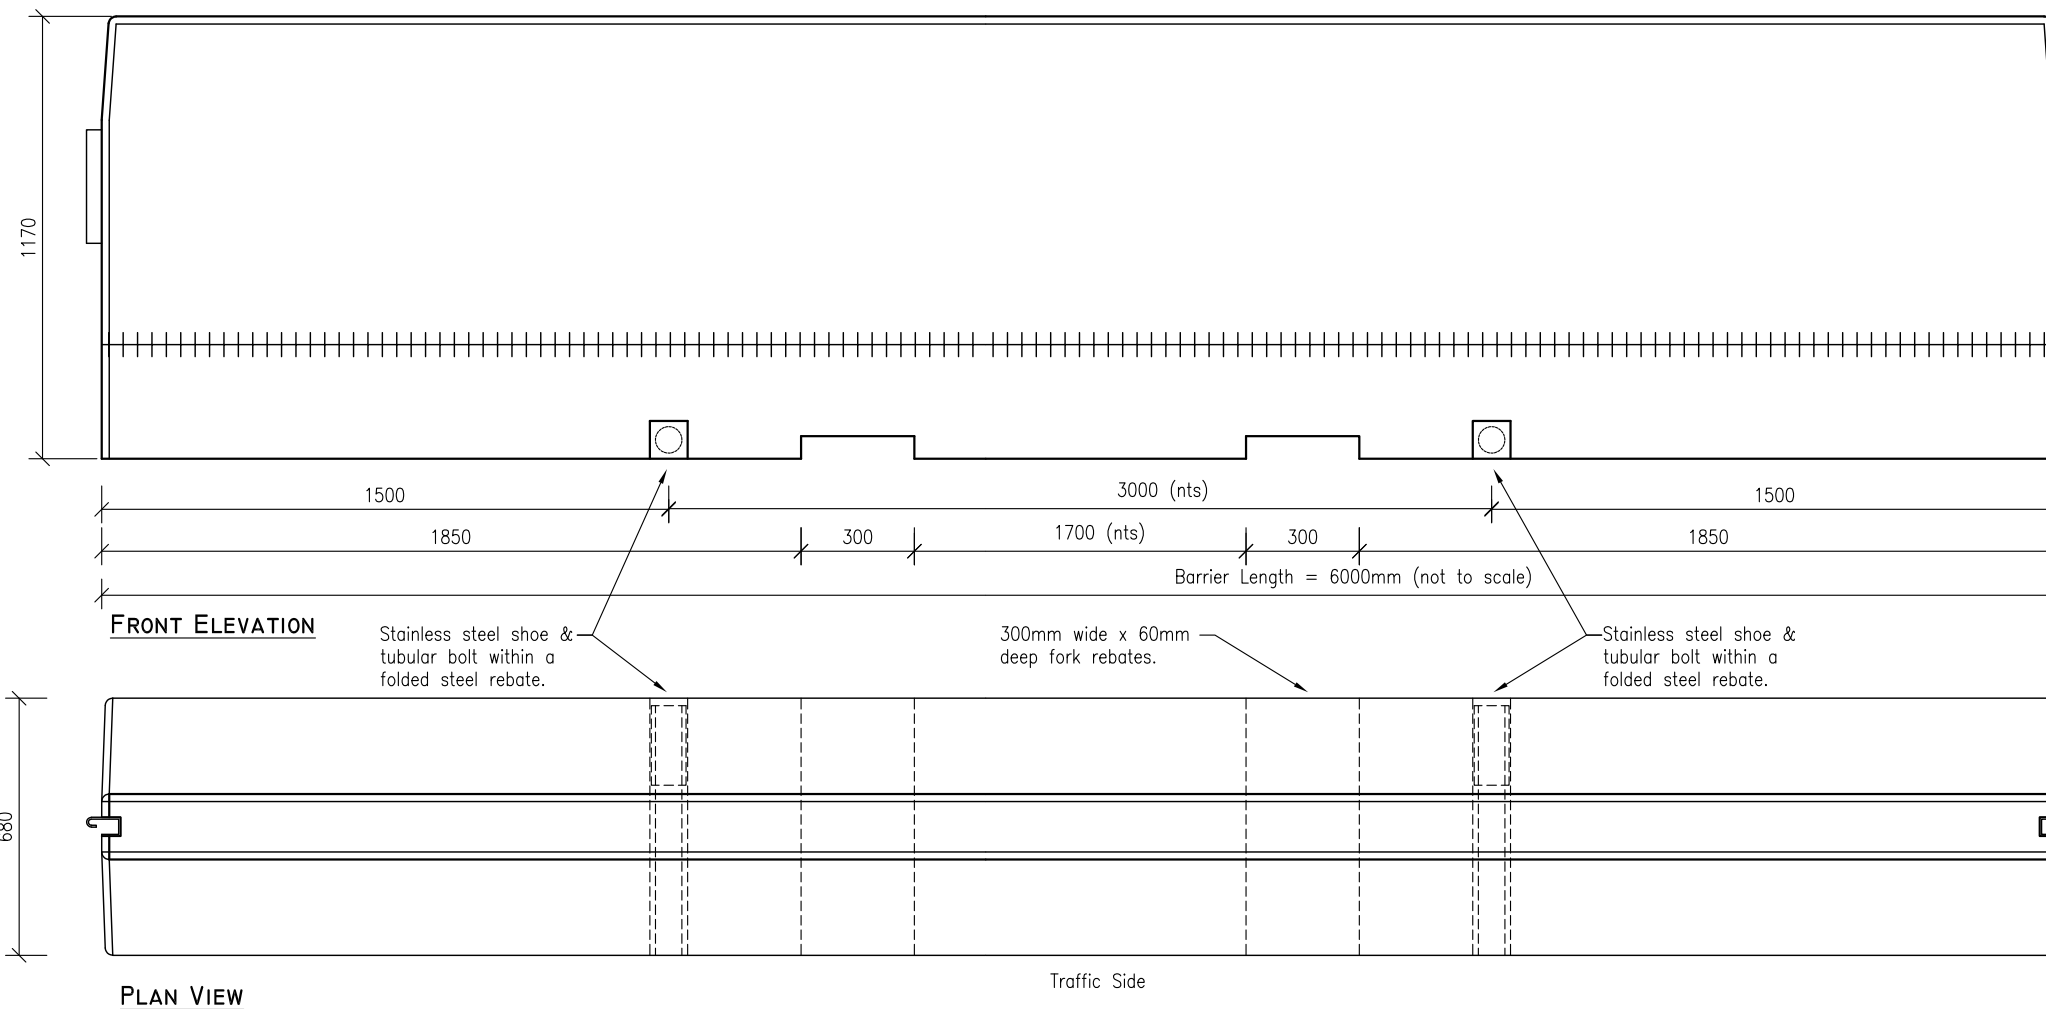 1170
1500
3000 (nts)
1500
1850
300
1700 (nts)
300
1850
Barrier Length = 6000mm (not to scale)
FRONT ELEVATION
Stainless steel shoe &
tubular bolt within a
folded steel rebate.
300mm wide x 60mm
deep fork rebates.
Stainless steel shoe &
tubular bolt within a
folded steel rebate.
680
Traffic Side
PLAN VIEW